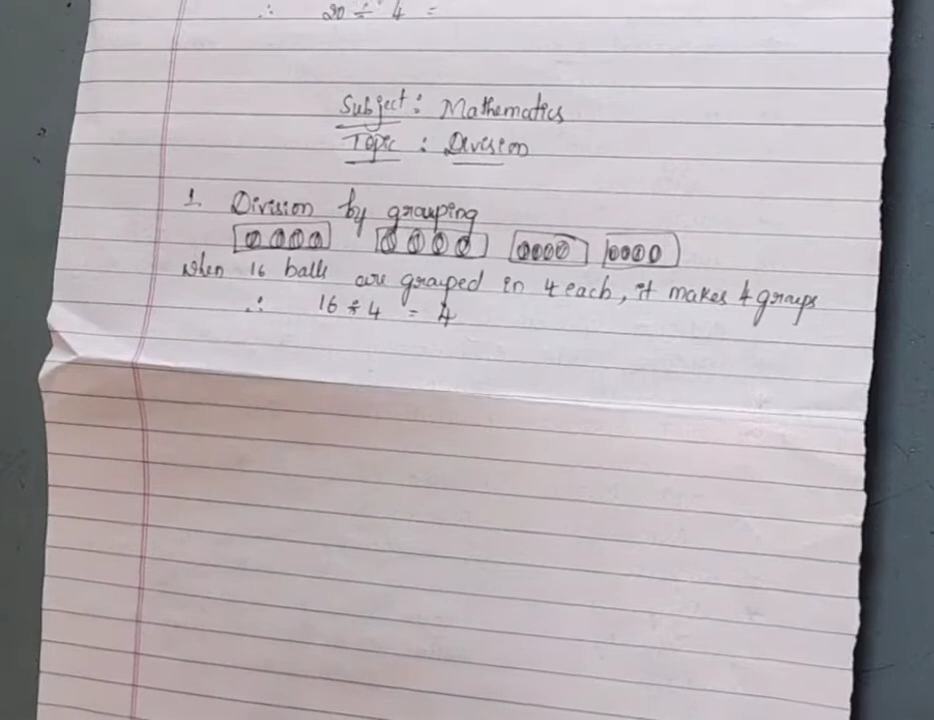 ∴ 20 ÷ 4 =
Subject: Mathematics
Topic : Division
1. Division by grouping
when 16 balls are grouped in 4 each, it makes 4 groups
∴ 16 ÷ 4 = 4